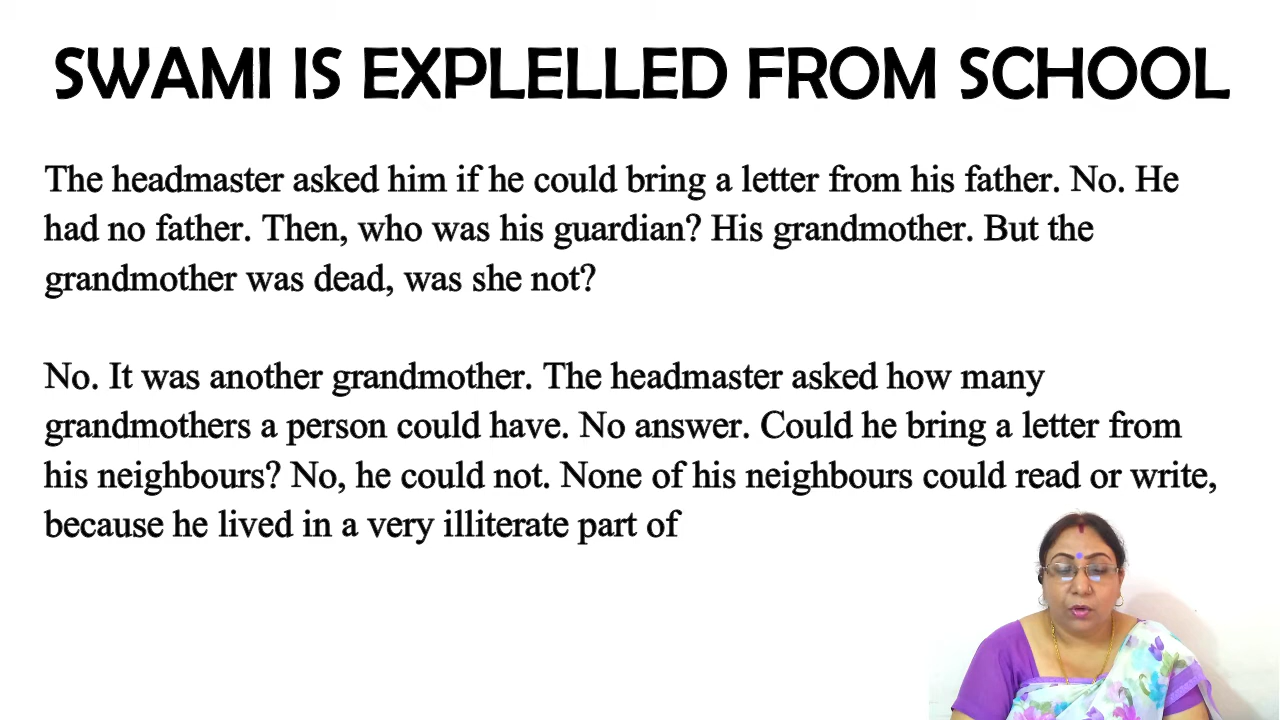 SWAMI IS EXPLELLED FROM SCHOOL
The headmaster asked him if he could bring a letter from his father. No. He
had no father. Then, who was his guardian? His grandmother. But the
grandmother was dead, was she not?
No. It was another grandmother. The headmaster asked how many
grandmothers a person could have. No answer. Could he bring a letter from
his neighbours? No, he could not. None of his neighbours could read or write,
because he lived in a very illiterate part of